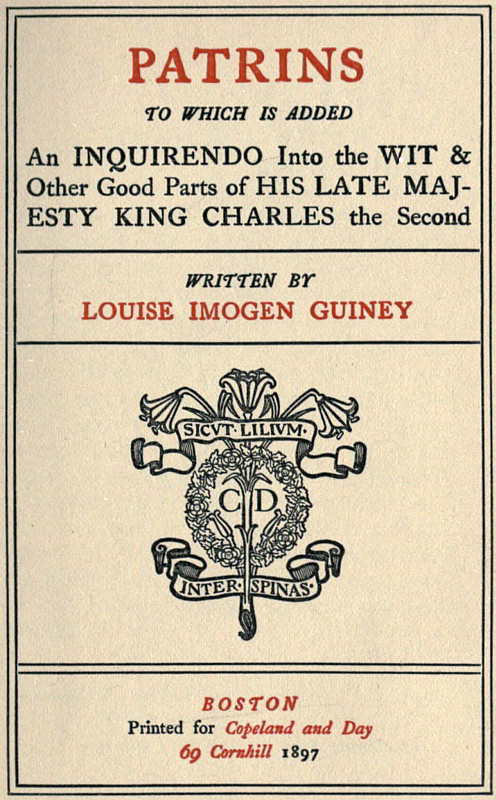 PATRINS
TO WHICH IS ADDED
An INQUIRENDO Into the WIT &
Other Good Parts of HIS LATE MAJ-
ESTY KING CHARLES the Second
WRITTEN BY
LOUISE IMOGEN GUINEY
SICVT·LILIVM·
C D
INTER·SPINAS·
BOSTON
Printed for Copeland and Day
69 Cornhill 1897